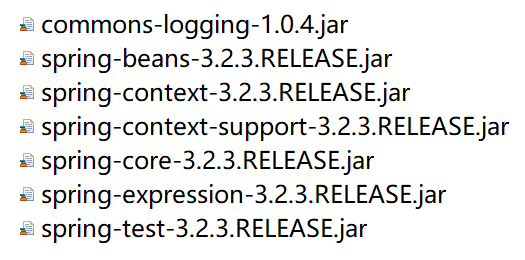 commons-logging-1.0.4.jar
spring-beans-3.2.3.RELEASE.jar
spring-context-3.2.3.RELEASE.jar
spring-context-support-3.2.3.RELEASE.jar
spring-core-3.2.3.RELEASE.jar
spring-expression-3.2.3.RELEASE.jar
spring-test-3.2.3.RELEASE.jar